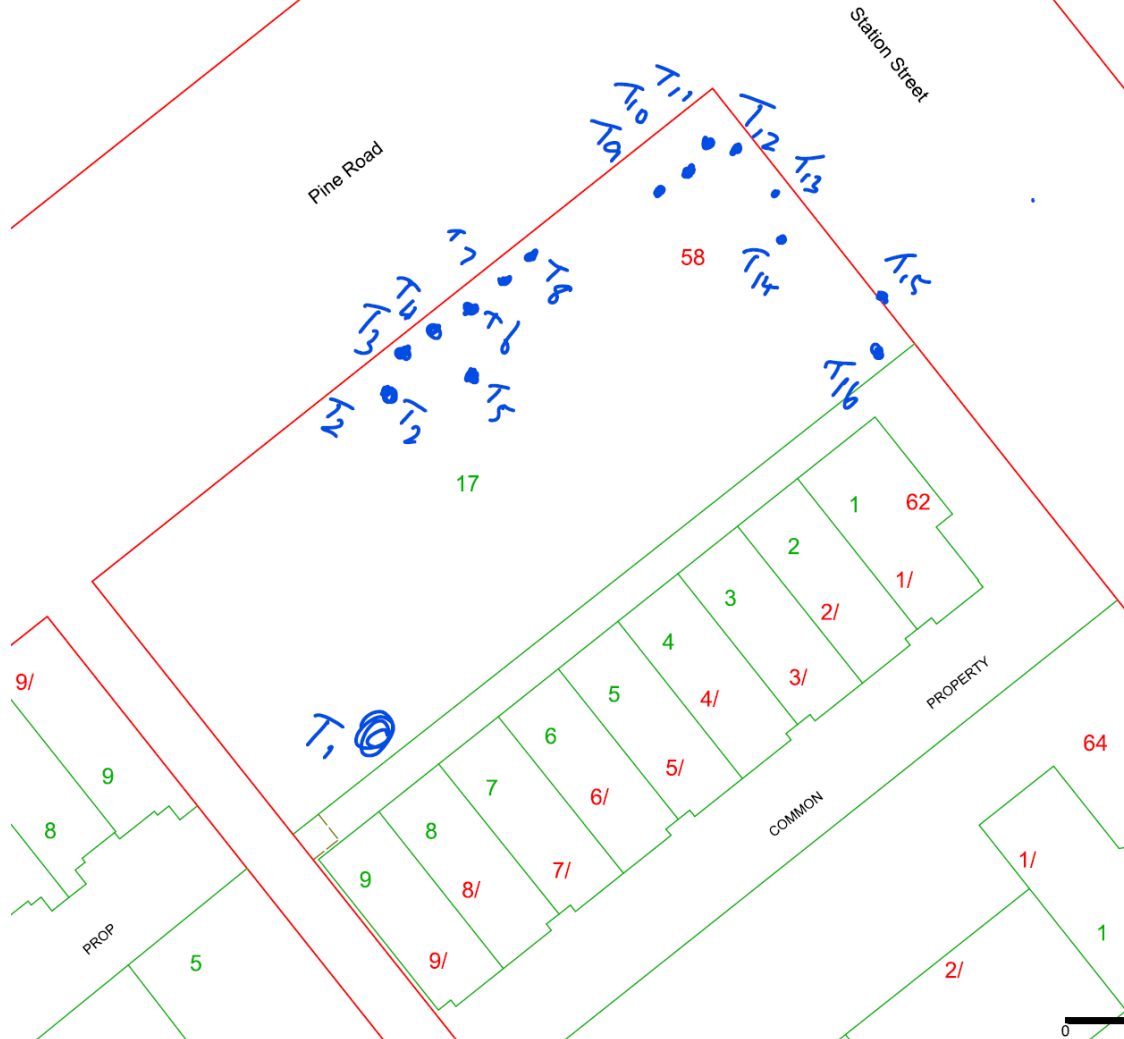 Station Street
Pine Road
T11
T10
T9
T12
T13
58
T14
T15
T7
T8
T4
T6
T3
T16
T2
T2
T5
17
1
62
2
1/
3
2/
4
3/
5
4/
6
5/
7
6/
8
7/
9
8/
9/
T1
9/
9
8
PROP
5
PROPERTY
COMMON
64
1/
1
2/
0